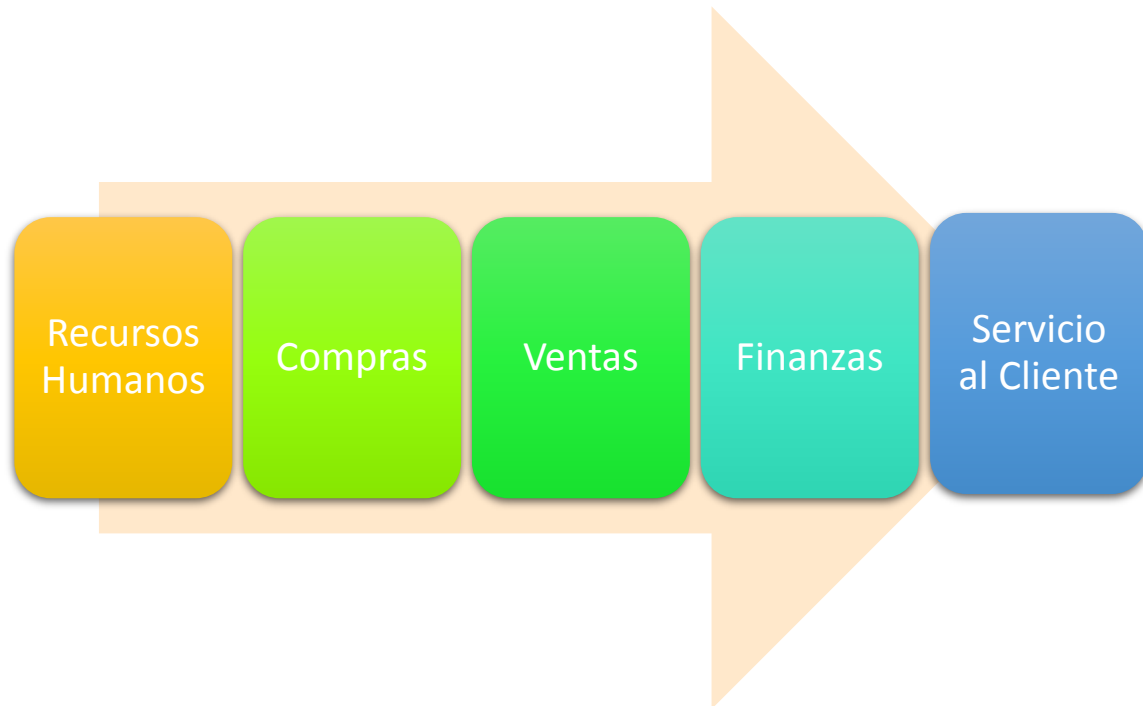 Recursos
Humanos
Compras
Ventas
Finanzas
Servicio
al Cliente